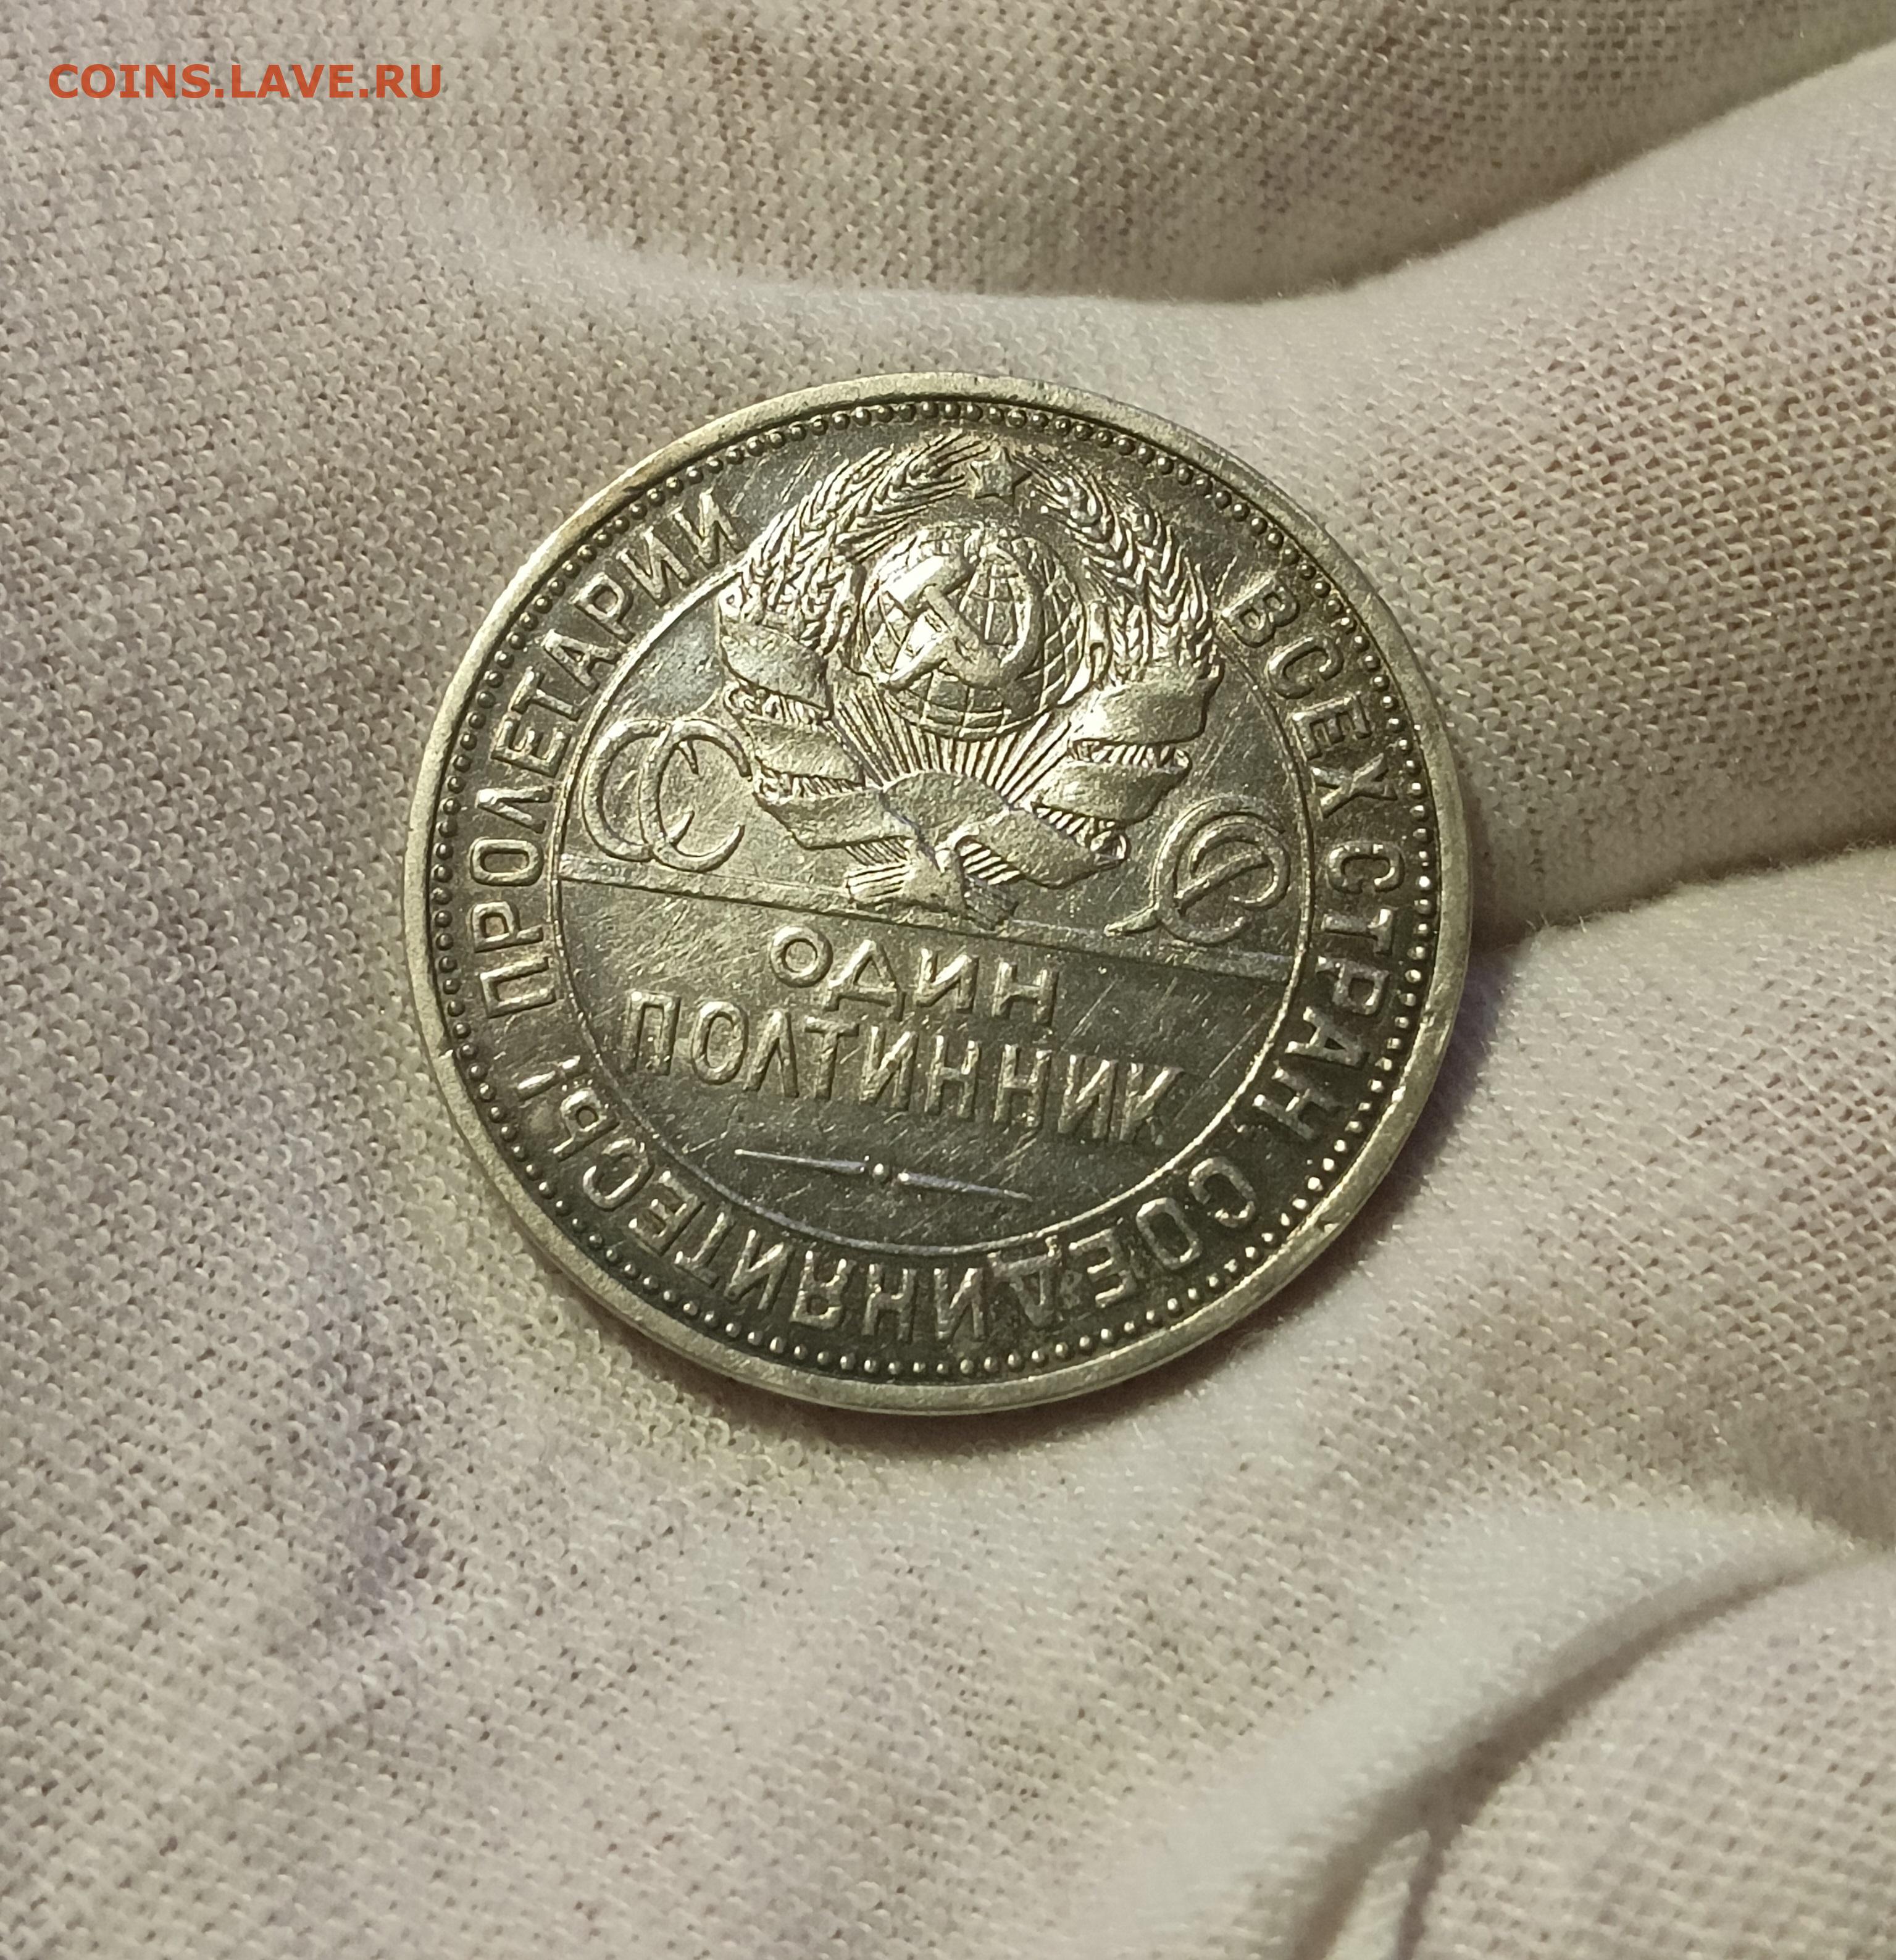 COINS.LAVE.RU
ПРОЛЕТАРИИ ВСЕХ СТРАН, СОЕДИНЯЙТЕСЬ!
СССР
ОДИН
ПОЛТИННИК